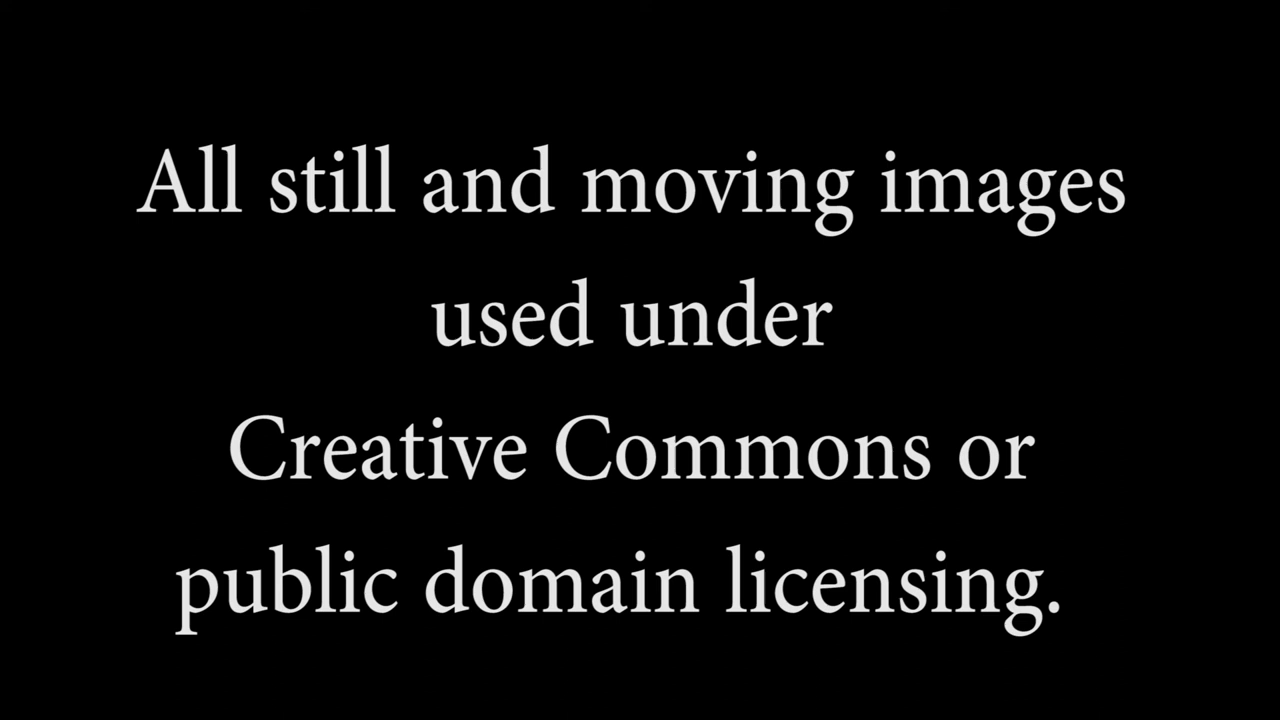 All still and moving images
used under
Creative Commons or
public domain licensing.